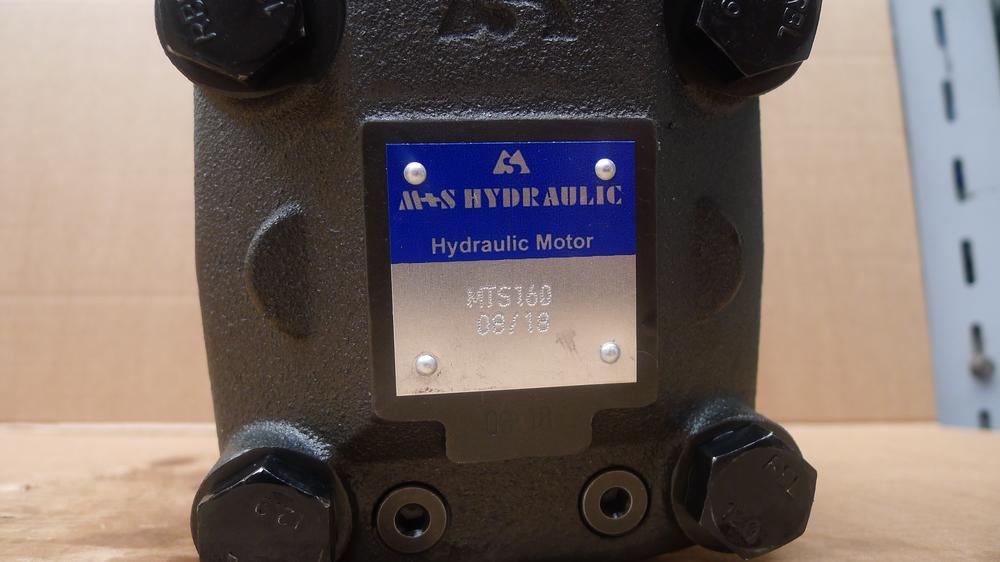 M+S HYDRAULIC
Hydraulic Motor
MTS160
08/18